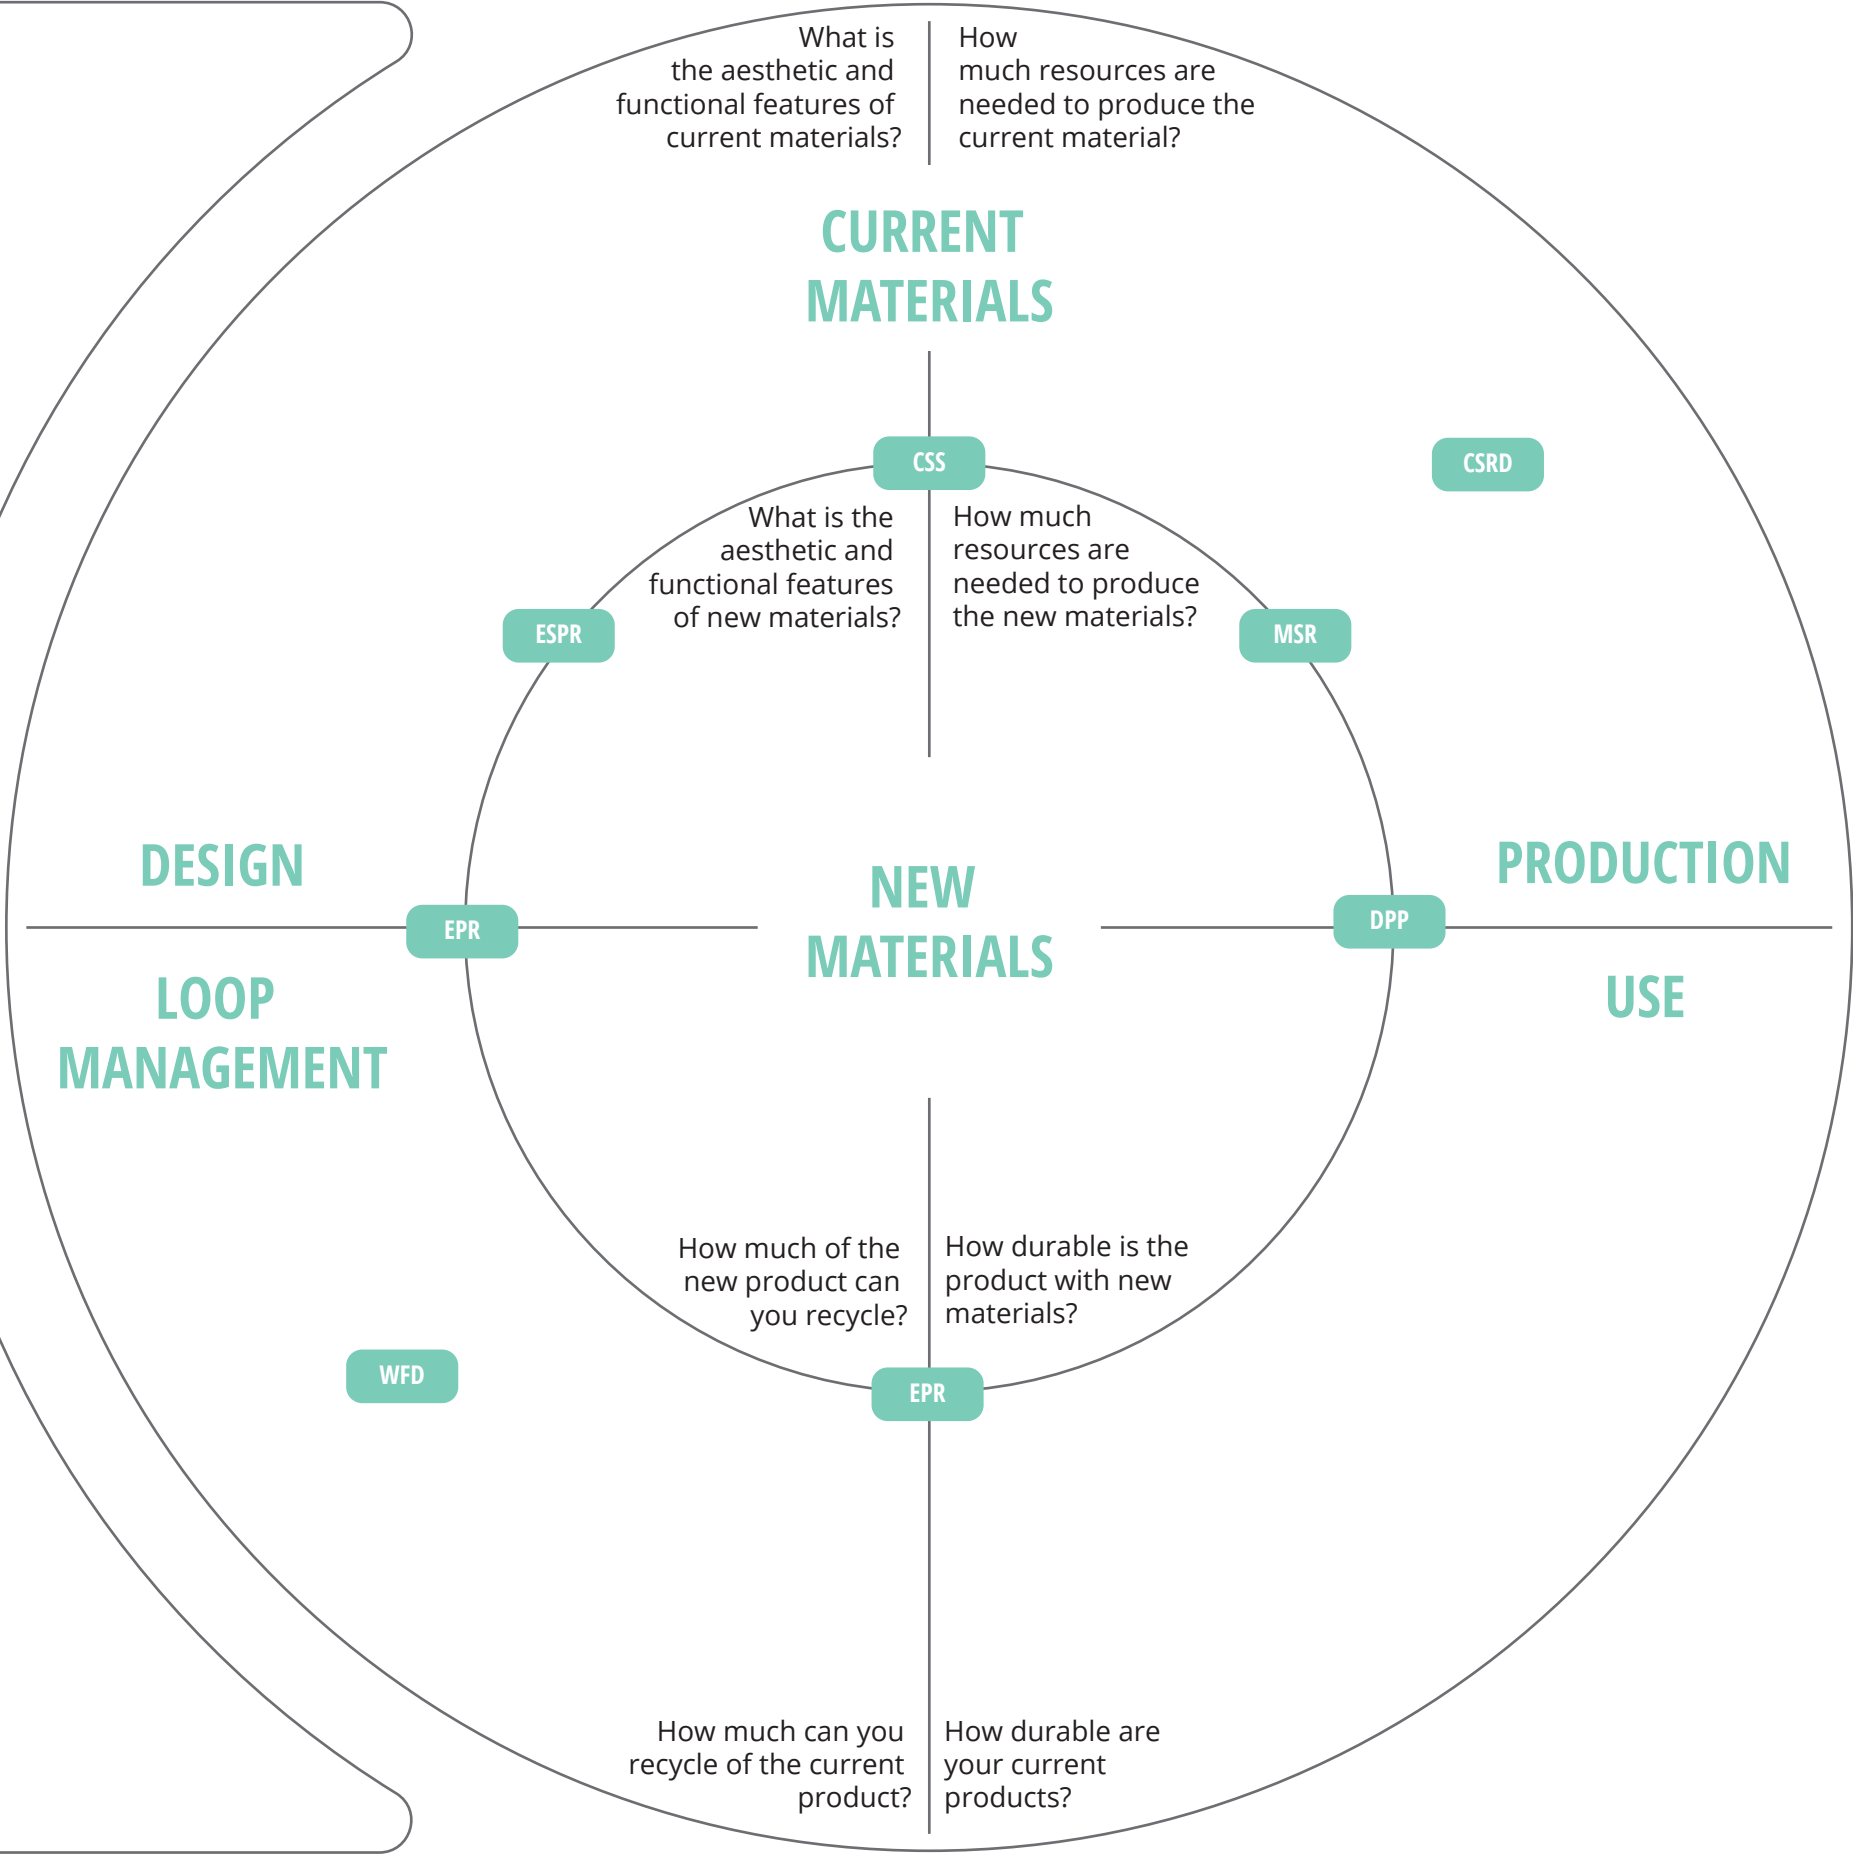 What is
the aesthetic and
functional features of
current materials?
How
much resources are
needed to produce the
current material?
CURRENT
MATERIALS
CSS
CSRD
What is the
aesthetic and
functional features
of new materials?
How much
resources are
needed to produce
the new materials?
ESPR
MSR
DESIGN
PRODUCTION
NEW
MATERIALS
EPR
DPP
LOOP
MANAGEMENT
USE
How much of the
new product can
you recycle?
How durable is the
product with new
materials?
WFD
EPR
How much can you
recycle of the current
product?
How durable are
your current
products?